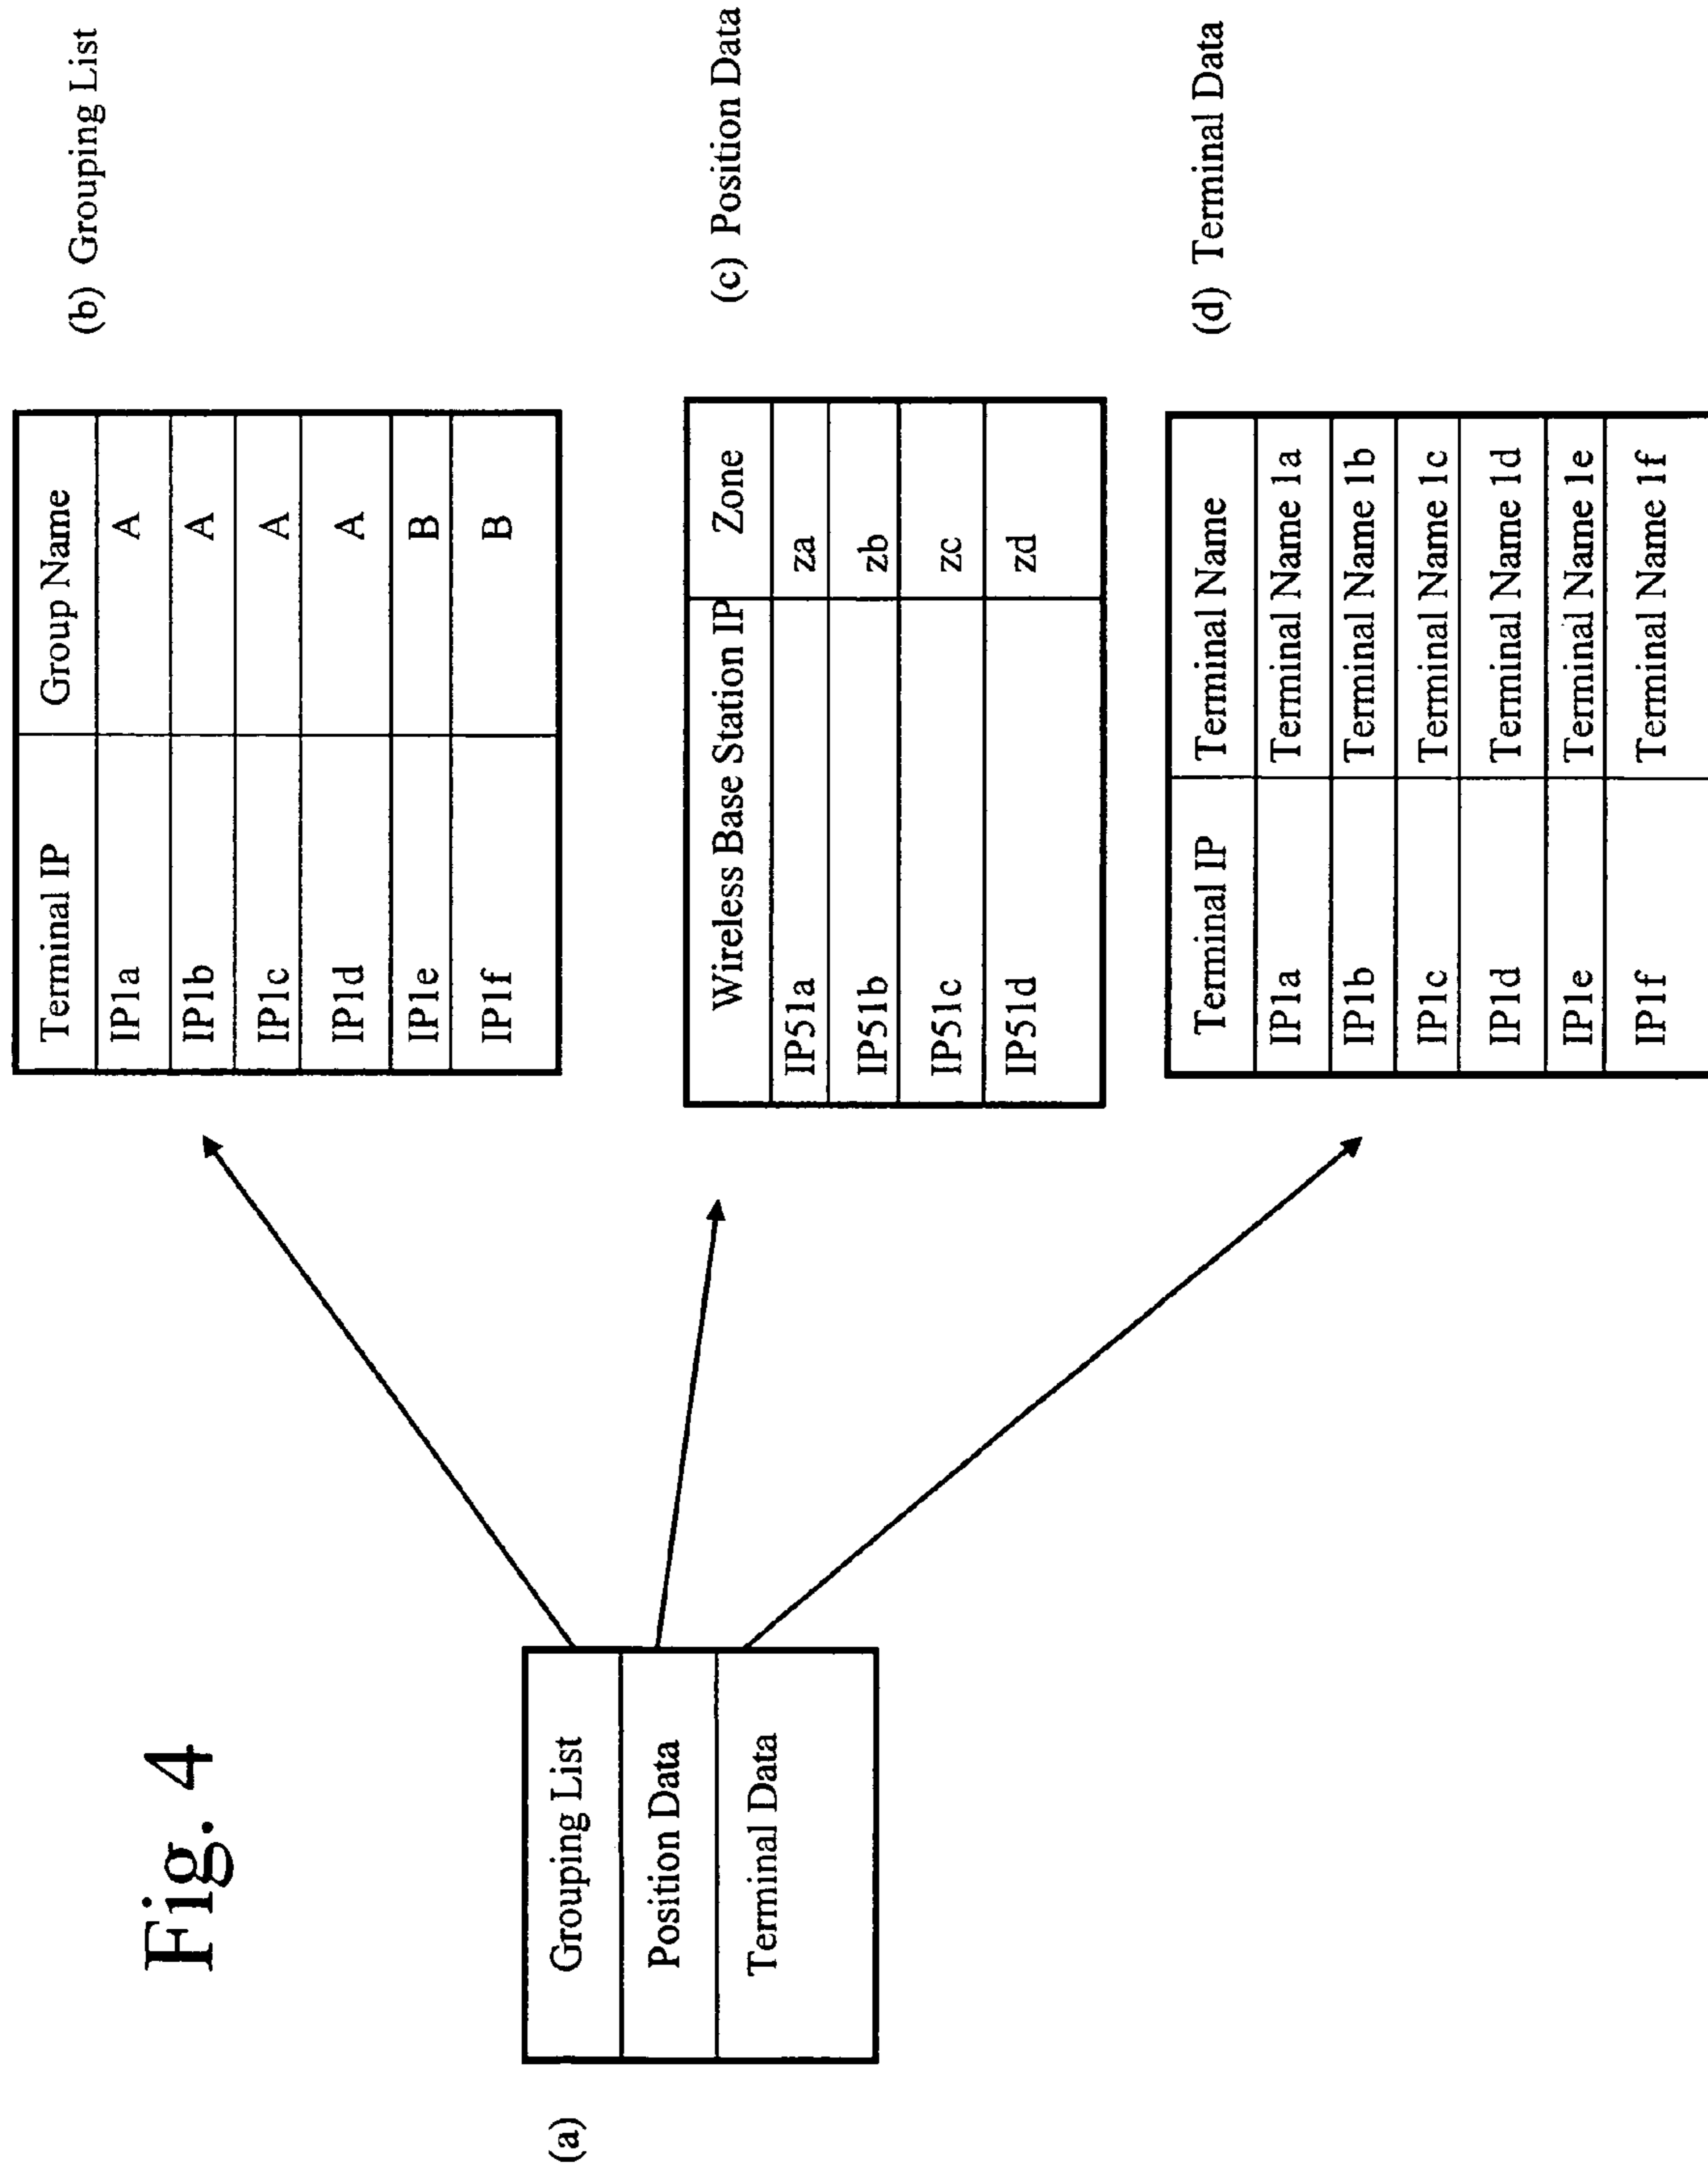 Fig. 4
(a)
Grouping List
Position Data
Terminal Data
(b) Grouping List
Terminal IP Group Name
IP1a A
IP1b A
IP1c A
IP1d A
IP1e B
IP1f B
(c) Position Data
Wireless Base Station IP Zone
IP51a za
IP51b zb
IP51c zc
IP51d zd
(d) Terminal Data
Terminal IP Terminal Name
IP1a Terminal Name 1a
IP1b Terminal Name 1b
IP1c Terminal Name 1c
IP1d Terminal Name 1d
IP1e Terminal Name 1e
IP1f Terminal Name 1f